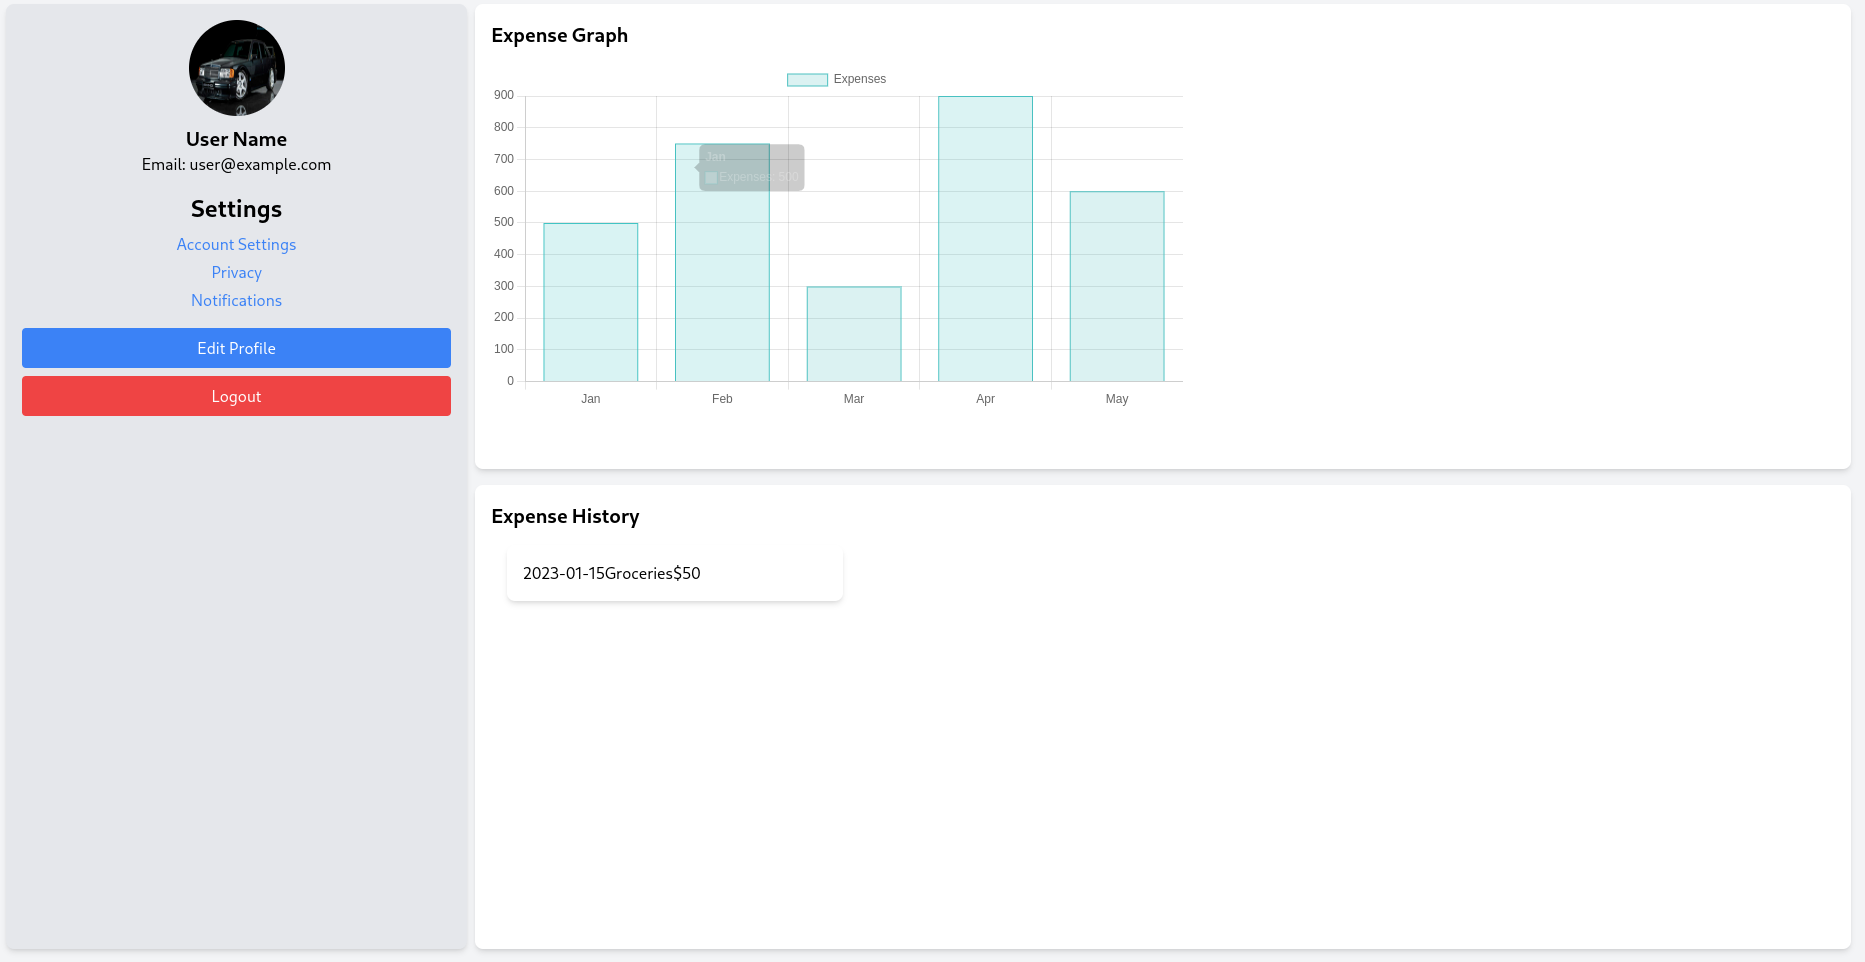 User Name
Email: user@example.com
Settings
Account Settings
Privacy
Notifications
Edit Profile
Logout
Expense Graph
Expenses
900
800
700
600
500
400
300
200
100
0
Jan
Expenses: 500
Jan Feb Mar Apr May
Expense History
2023-01-15Groceries$50